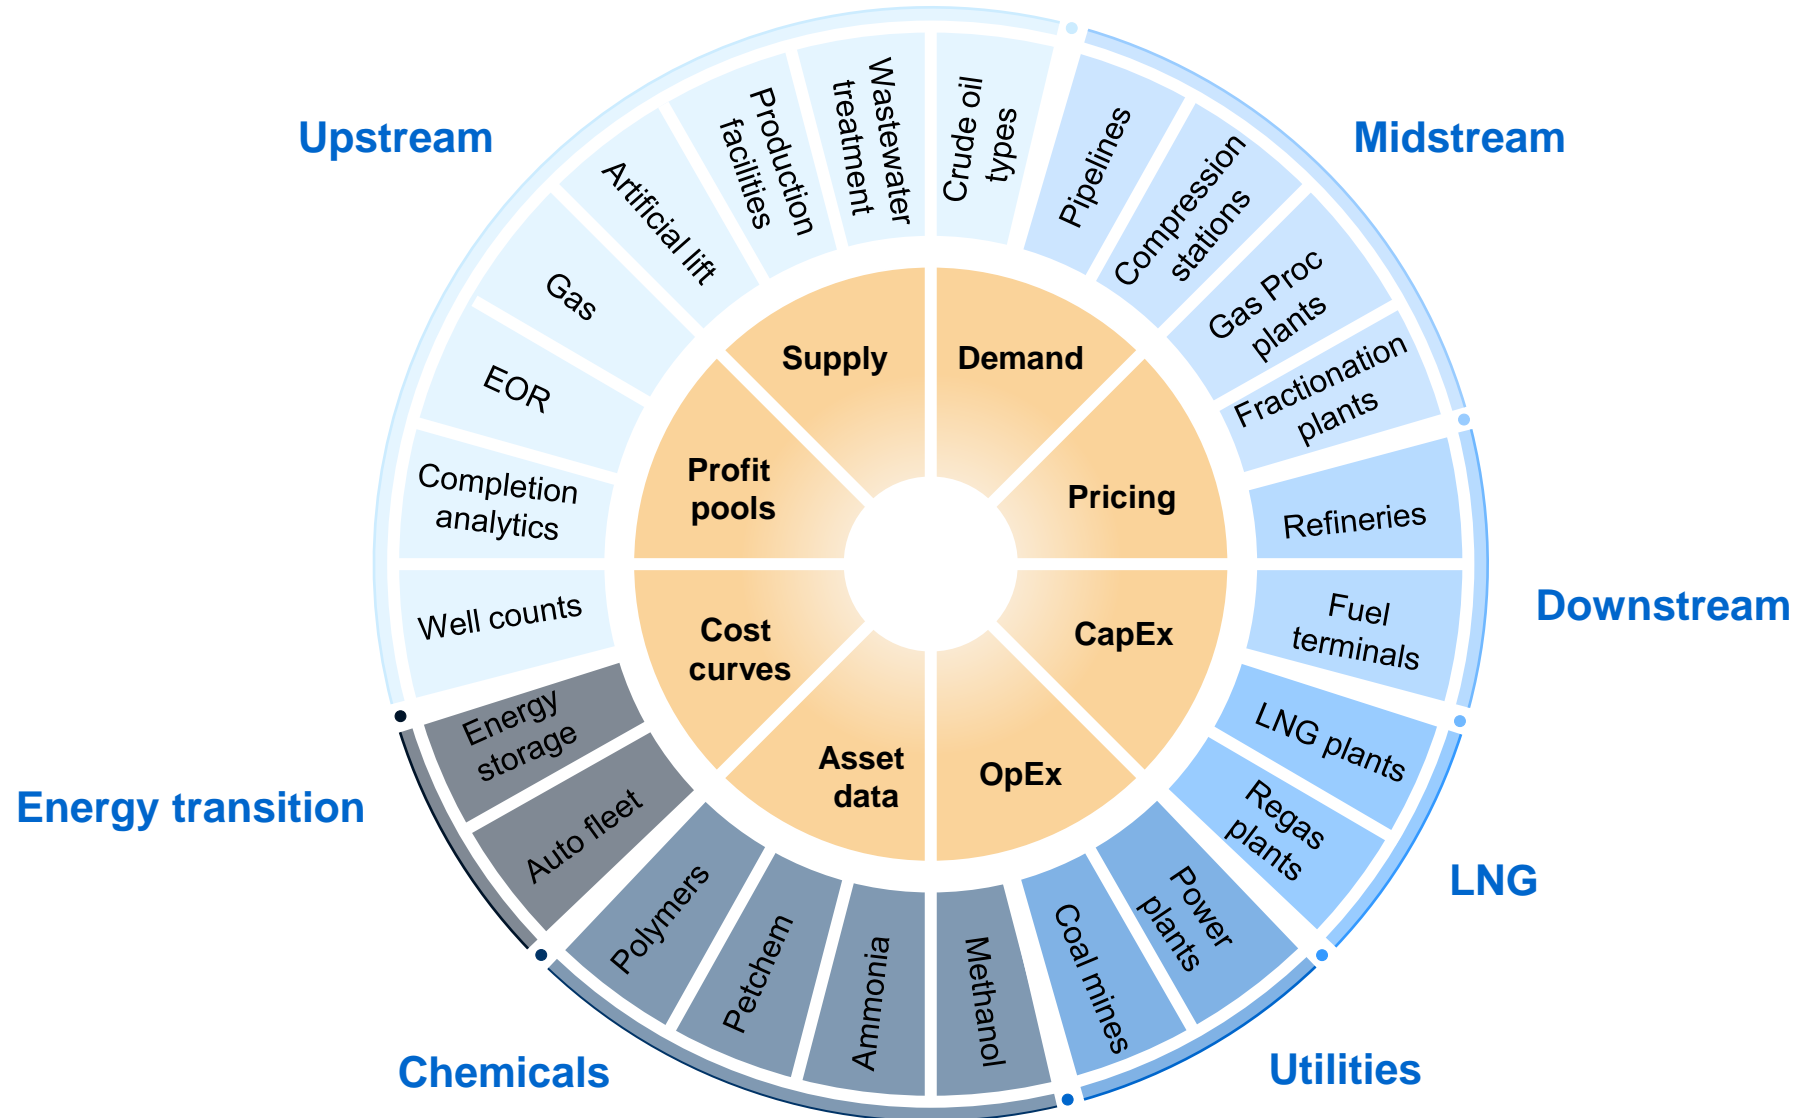 Upstream
Midstream
Downstream
LNG
Utilities
Chemicals
Energy transition
Crude oil
types
Pipelines
Compression
stations
Gas Proc
plants
Fractionation
plants
Refineries
Fuel
terminals
LNG plants
Regas
plants
Power
plants
Coal mines
Methanol
Ammonia
Petchem
Polymers
Auto fleet
Energy
storage
Well counts
Completion
analytics
EOR
Gas
Artificial lift
Production
facilities
Wastewater
treatment
Supply
Demand
Pricing
CapEx
OpEx
Asset
data
Cost
curves
Profit
pools